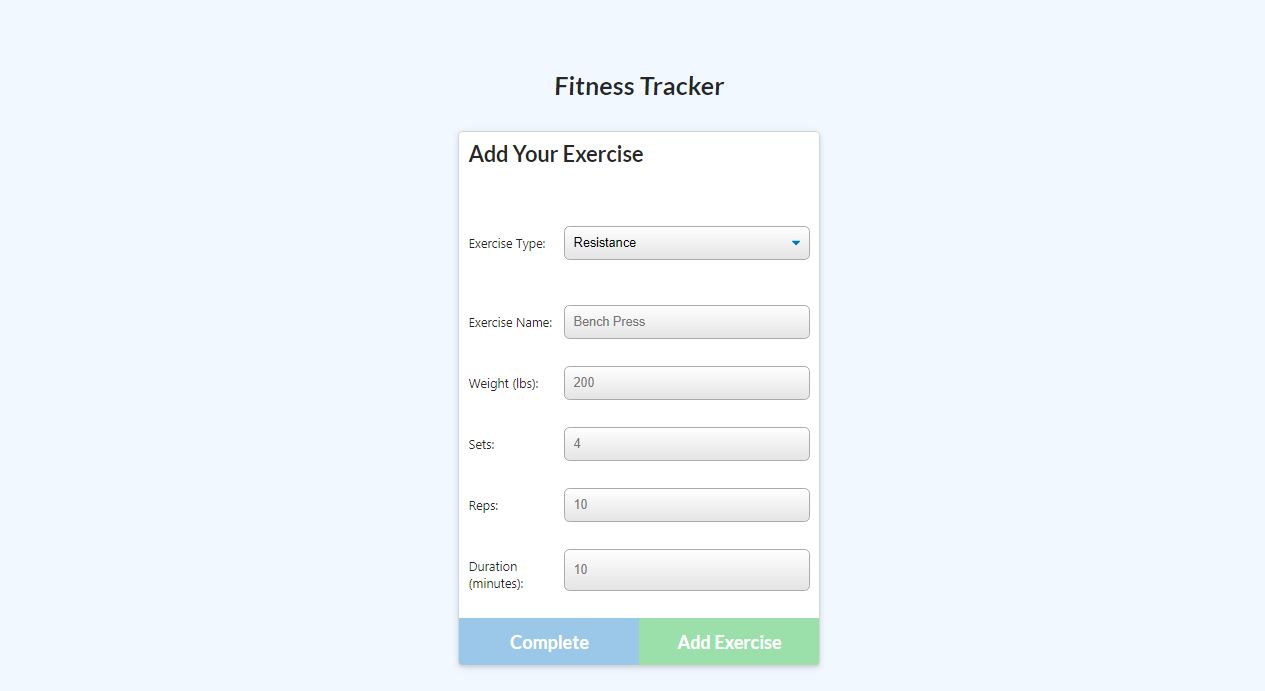 Fitness Tracker
Add Your Exercise
Exercise Type: Resistance
Exercise Name: Bench Press
Weight (lbs): 200
Sets: 4
Reps: 10
Duration (minutes): 10
Complete Add Exercise